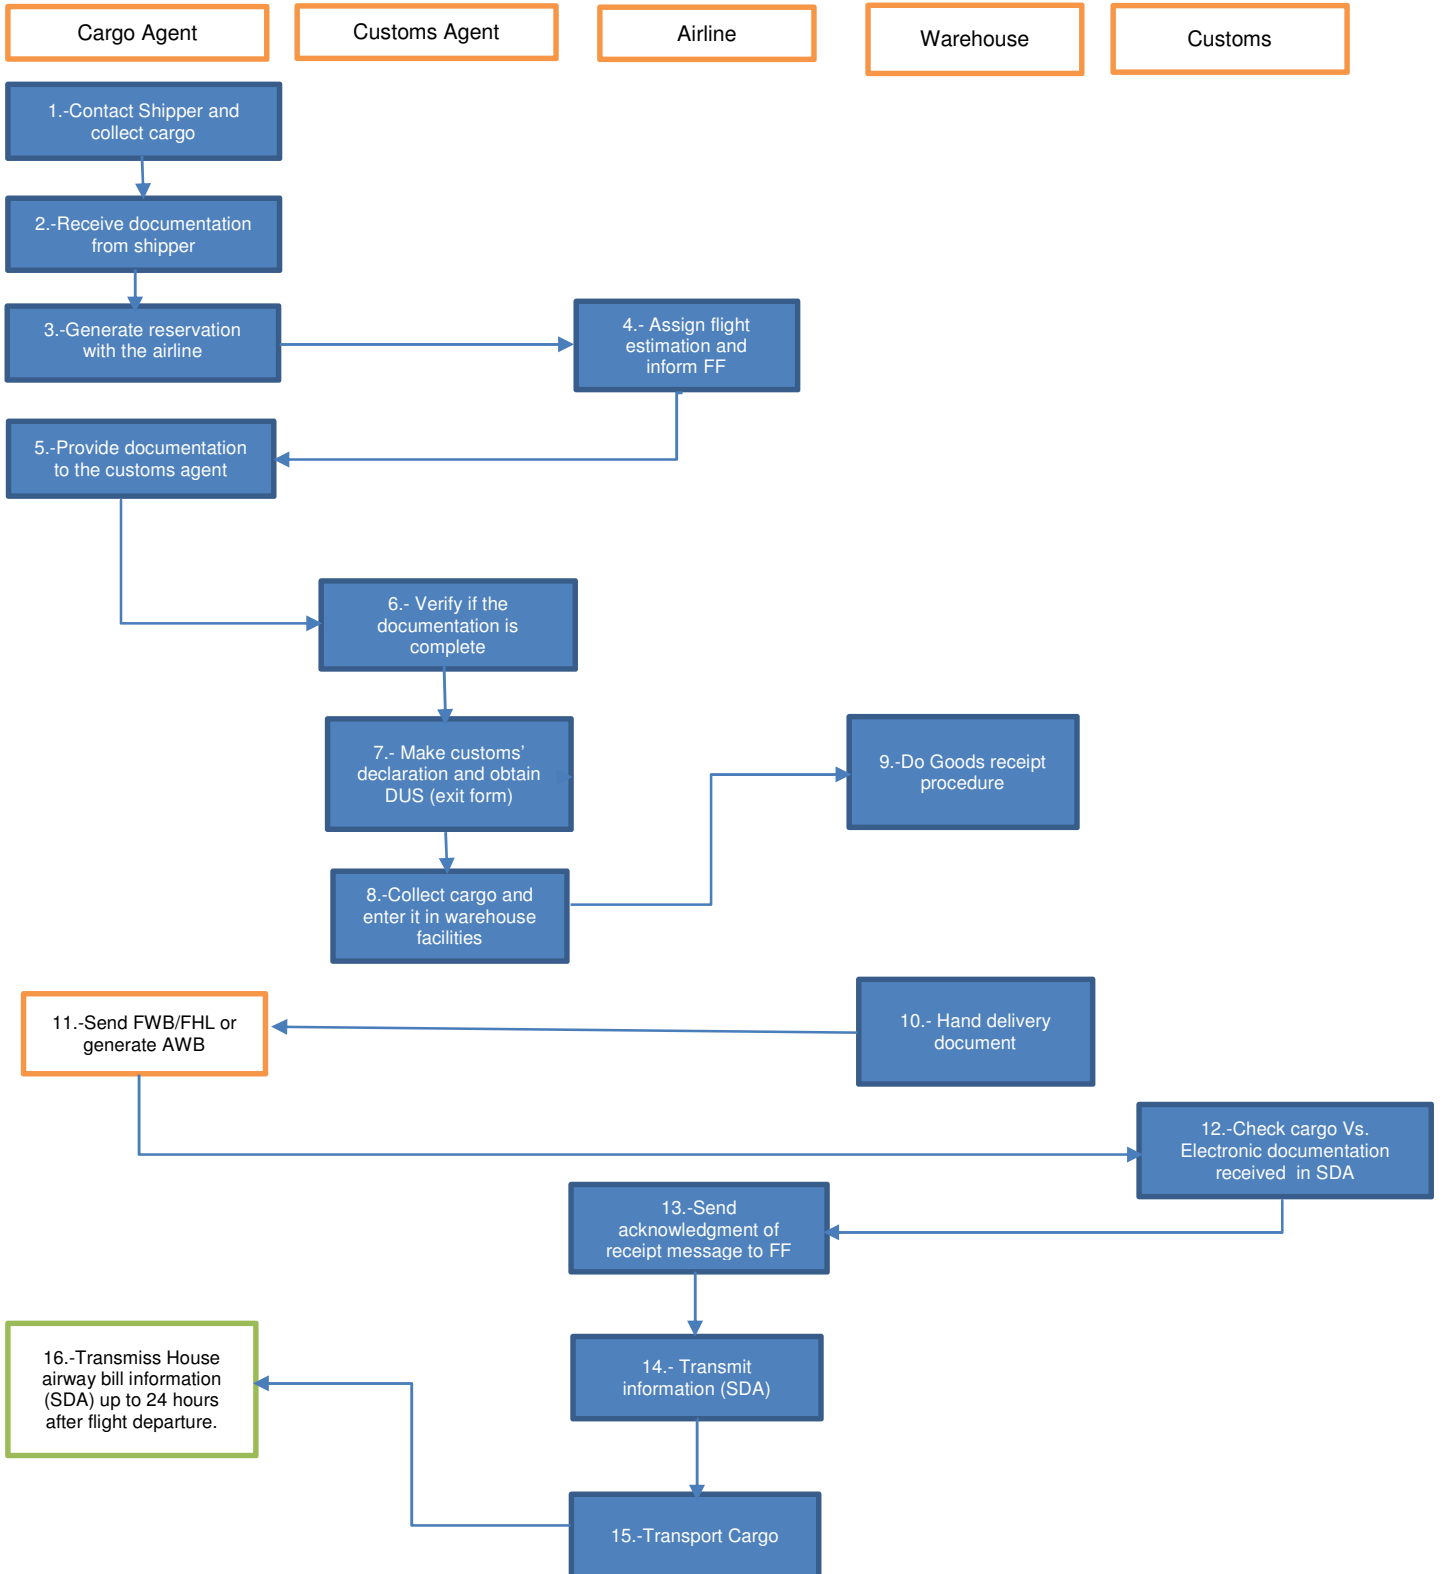 Cargo Agent
Customs Agent
Airline
Warehouse
Customs
1.-Contact Shipper and
collect cargo
2.-Receive documentation
from shipper
3.-Generate reservation
with the airline
4.- Assign flight
estimation and
inform FF
5.-Provide documentation
to the customs agent
6.- Verify if the
documentation is
complete
7.- Make customs’
declaration and obtain
DUS (exit form)
8.-Collect cargo and
enter it in warehouse
facilities
9.-Do Goods receipt
procedure
10.- Hand delivery
document
11.-Send FWB/FHL or
generate AWB
12.-Check cargo Vs.
Electronic documentation
received in SDA
13.-Send
acknowledgment of
receipt message to FF
14.- Transmit
information (SDA)
15.-Transport Cargo
16.-Transmiss House
airway bill information
(SDA) up to 24 hours
after flight departure.